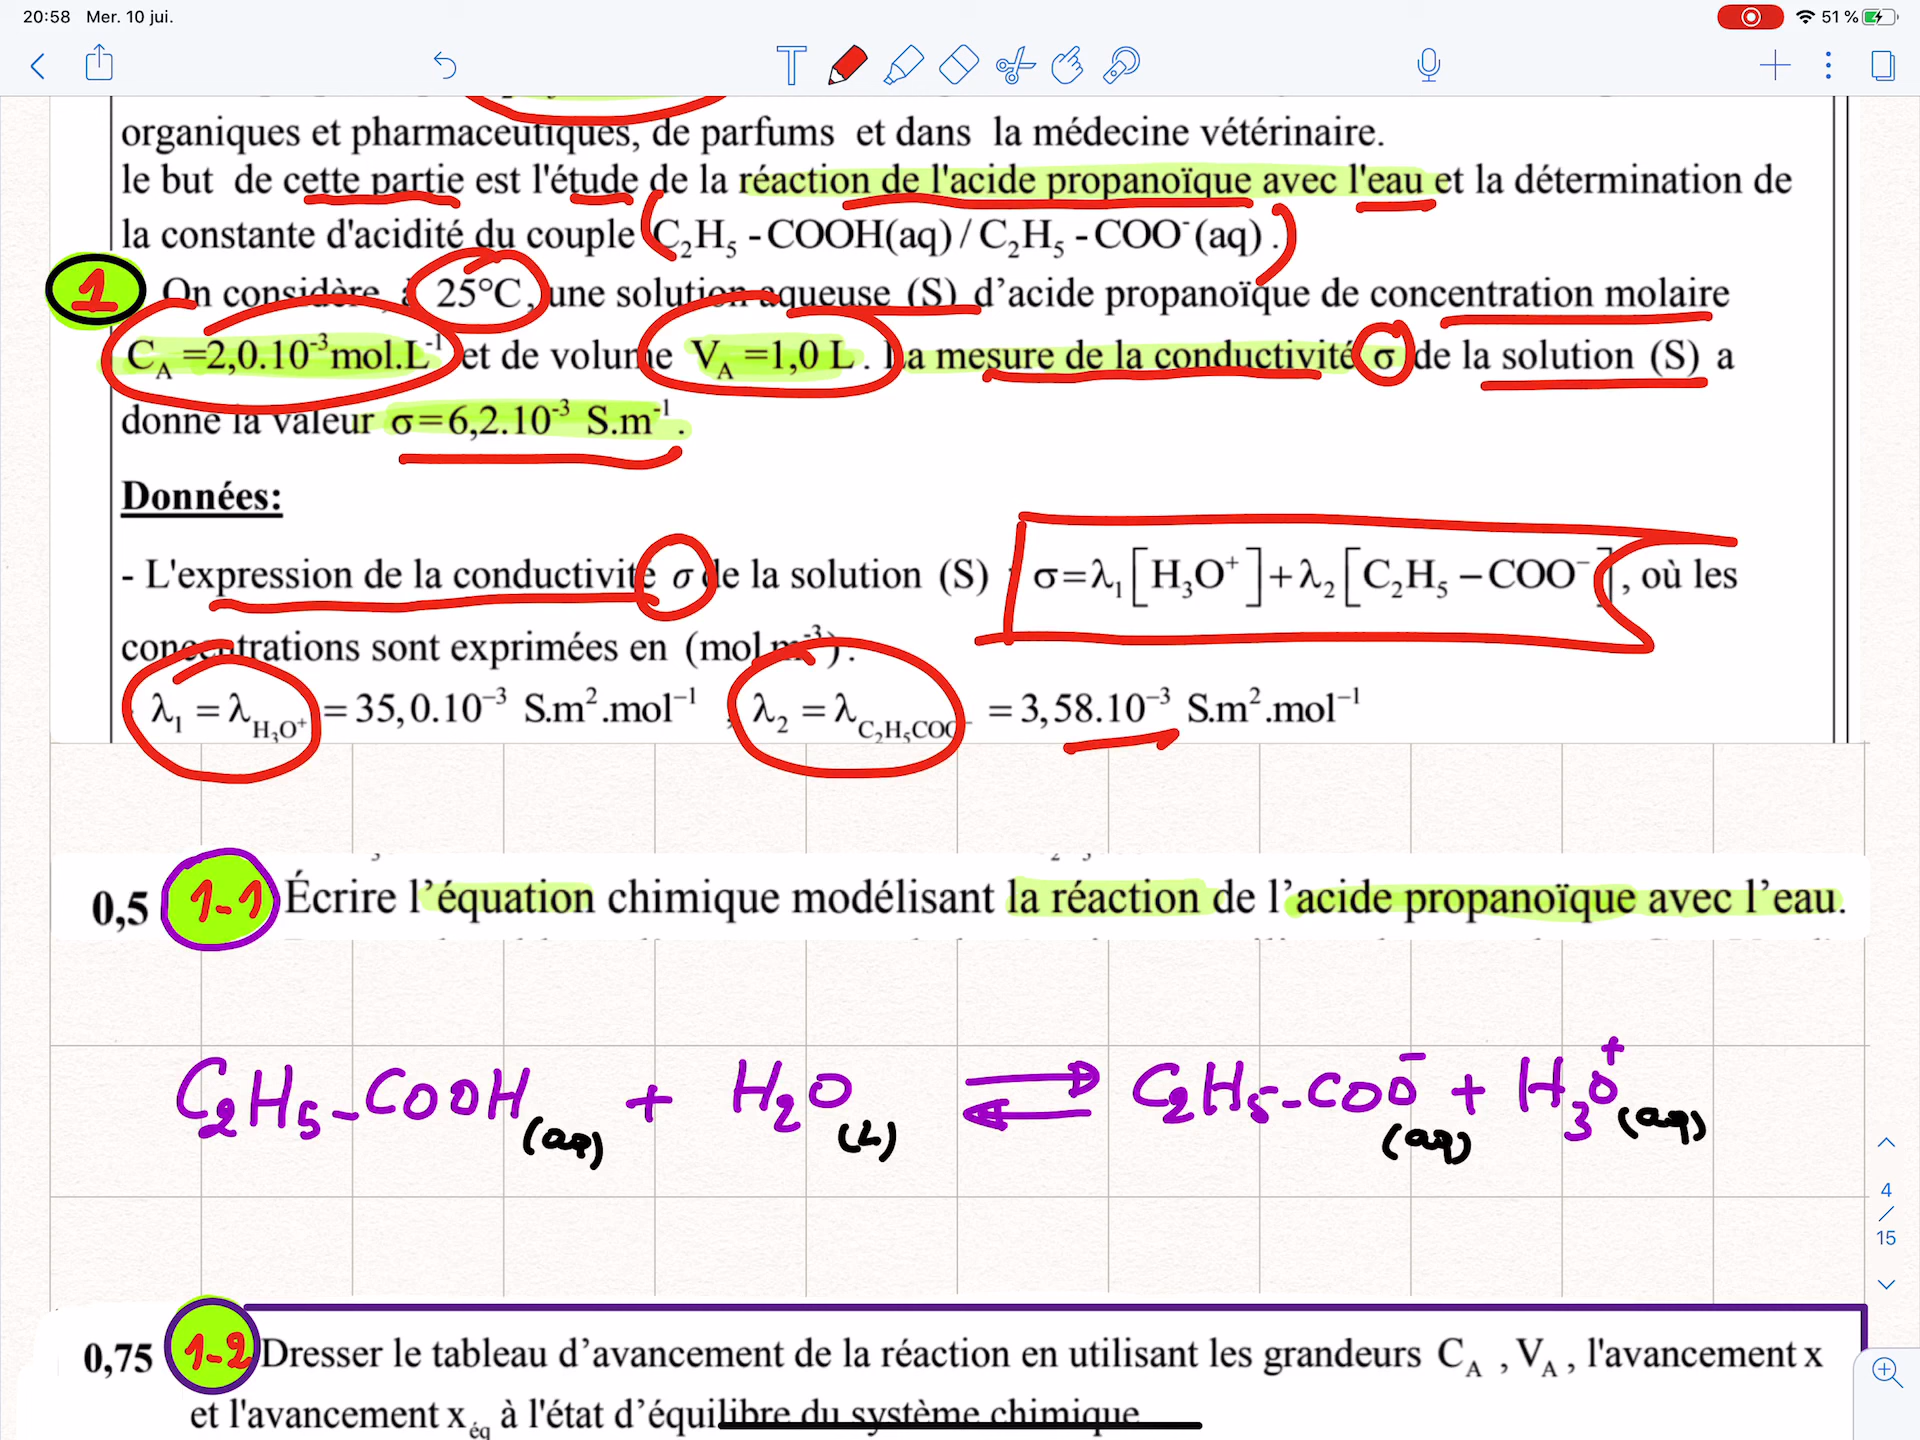 20:58 Mer. 10 jui. 51 %
organiques et pharmaceutiques, de parfums et dans la médecine vétérinaire.
le but de cette partie est l'étude de la réaction de l'acide propanoïque avec l'eau et la détermination de
la constante d'acidité du couple C₂H₅ -COOH(aq) / C₂H₅ -COO⁻(aq) .
1 On considère, à 25°C, une solution aqueuse (S) d’acide propanoïque de concentration molaire
C_A =2,0.10⁻³mol.L⁻¹ et de volume V_A =1,0 L . La mesure de la conductivité σ de la solution (S) a
donné la valeur σ=6,2.10⁻³ S.m⁻¹ .
Données:
- L'expression de la conductivité σ de la solution (S) σ=λ₁[H₃O⁺]+λ₂[C₂H₅ –COO⁻], où les
concentrations sont exprimées en (mol.m⁻³) .
λ₁ = λ_H₃O⁺ = 35,0.10⁻³ S.m².mol⁻¹ , λ₂ = λ_C₂H₅COO⁻ = 3,58.10⁻³ S.m².mol⁻¹
0,5 1-1 Écrire l’équation chimique modélisant la réaction de l’acide propanoïque avec l’eau.
C₂H₅-COOH(aq) + H₂O(l) ⇌ C₂H₅-COO⁻(aq) + H₃O⁺(aq)
4
/
15
0,75 1-2 Dresser le tableau d’avancement de la réaction en utilisant les grandeurs C_A , V_A , l'avancement x
et l'avancement x_éq à l'état d’équilibre du système chimique